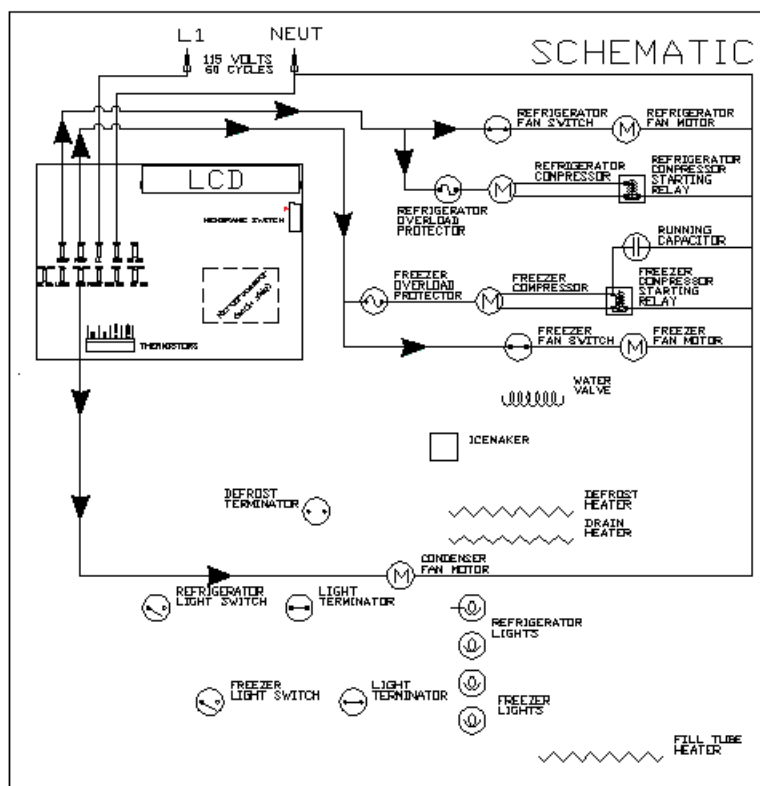 L1
NEUT
115 VOLTS
60 CYCLES
SCHEMATIC
REFRIGERATOR
FAN SWITCH
REFRIGERATOR
FAN MOTOR
LCD
MEMBRANE SWITCH
REFRIGERATOR
COMPRESSOR
REFRIGERATOR
COMPRESSOR
STARTING
RELAY
REFRIGERATOR
OVERLOAD
PROTECTOR
RUNNING
CAPACITOR
FREEZER
OVERLOAD
PROTECTOR
FREEZER
COMPRESSOR
FREEZER
COMPRESSOR
STARTING
RELAY
THERMISTORS
FREEZER
FAN SWITCH
FREEZER
FAN MOTOR
WATER
VALVE
ICEMAKER
DEFROST
TERMINATOR
DEFROST
HEATER
DRAIN
HEATER
CONDENSER
FAN MOTOR
REFRIGERATOR
LIGHT SWITCH
LIGHT
TERMINATOR
REFRIGERATOR
LIGHTS
FREEZER
LIGHT SWITCH
LIGHT
TERMINATOR
FREEZER
LIGHTS
FILL TUBE
HEATER
M
M
M
M
M